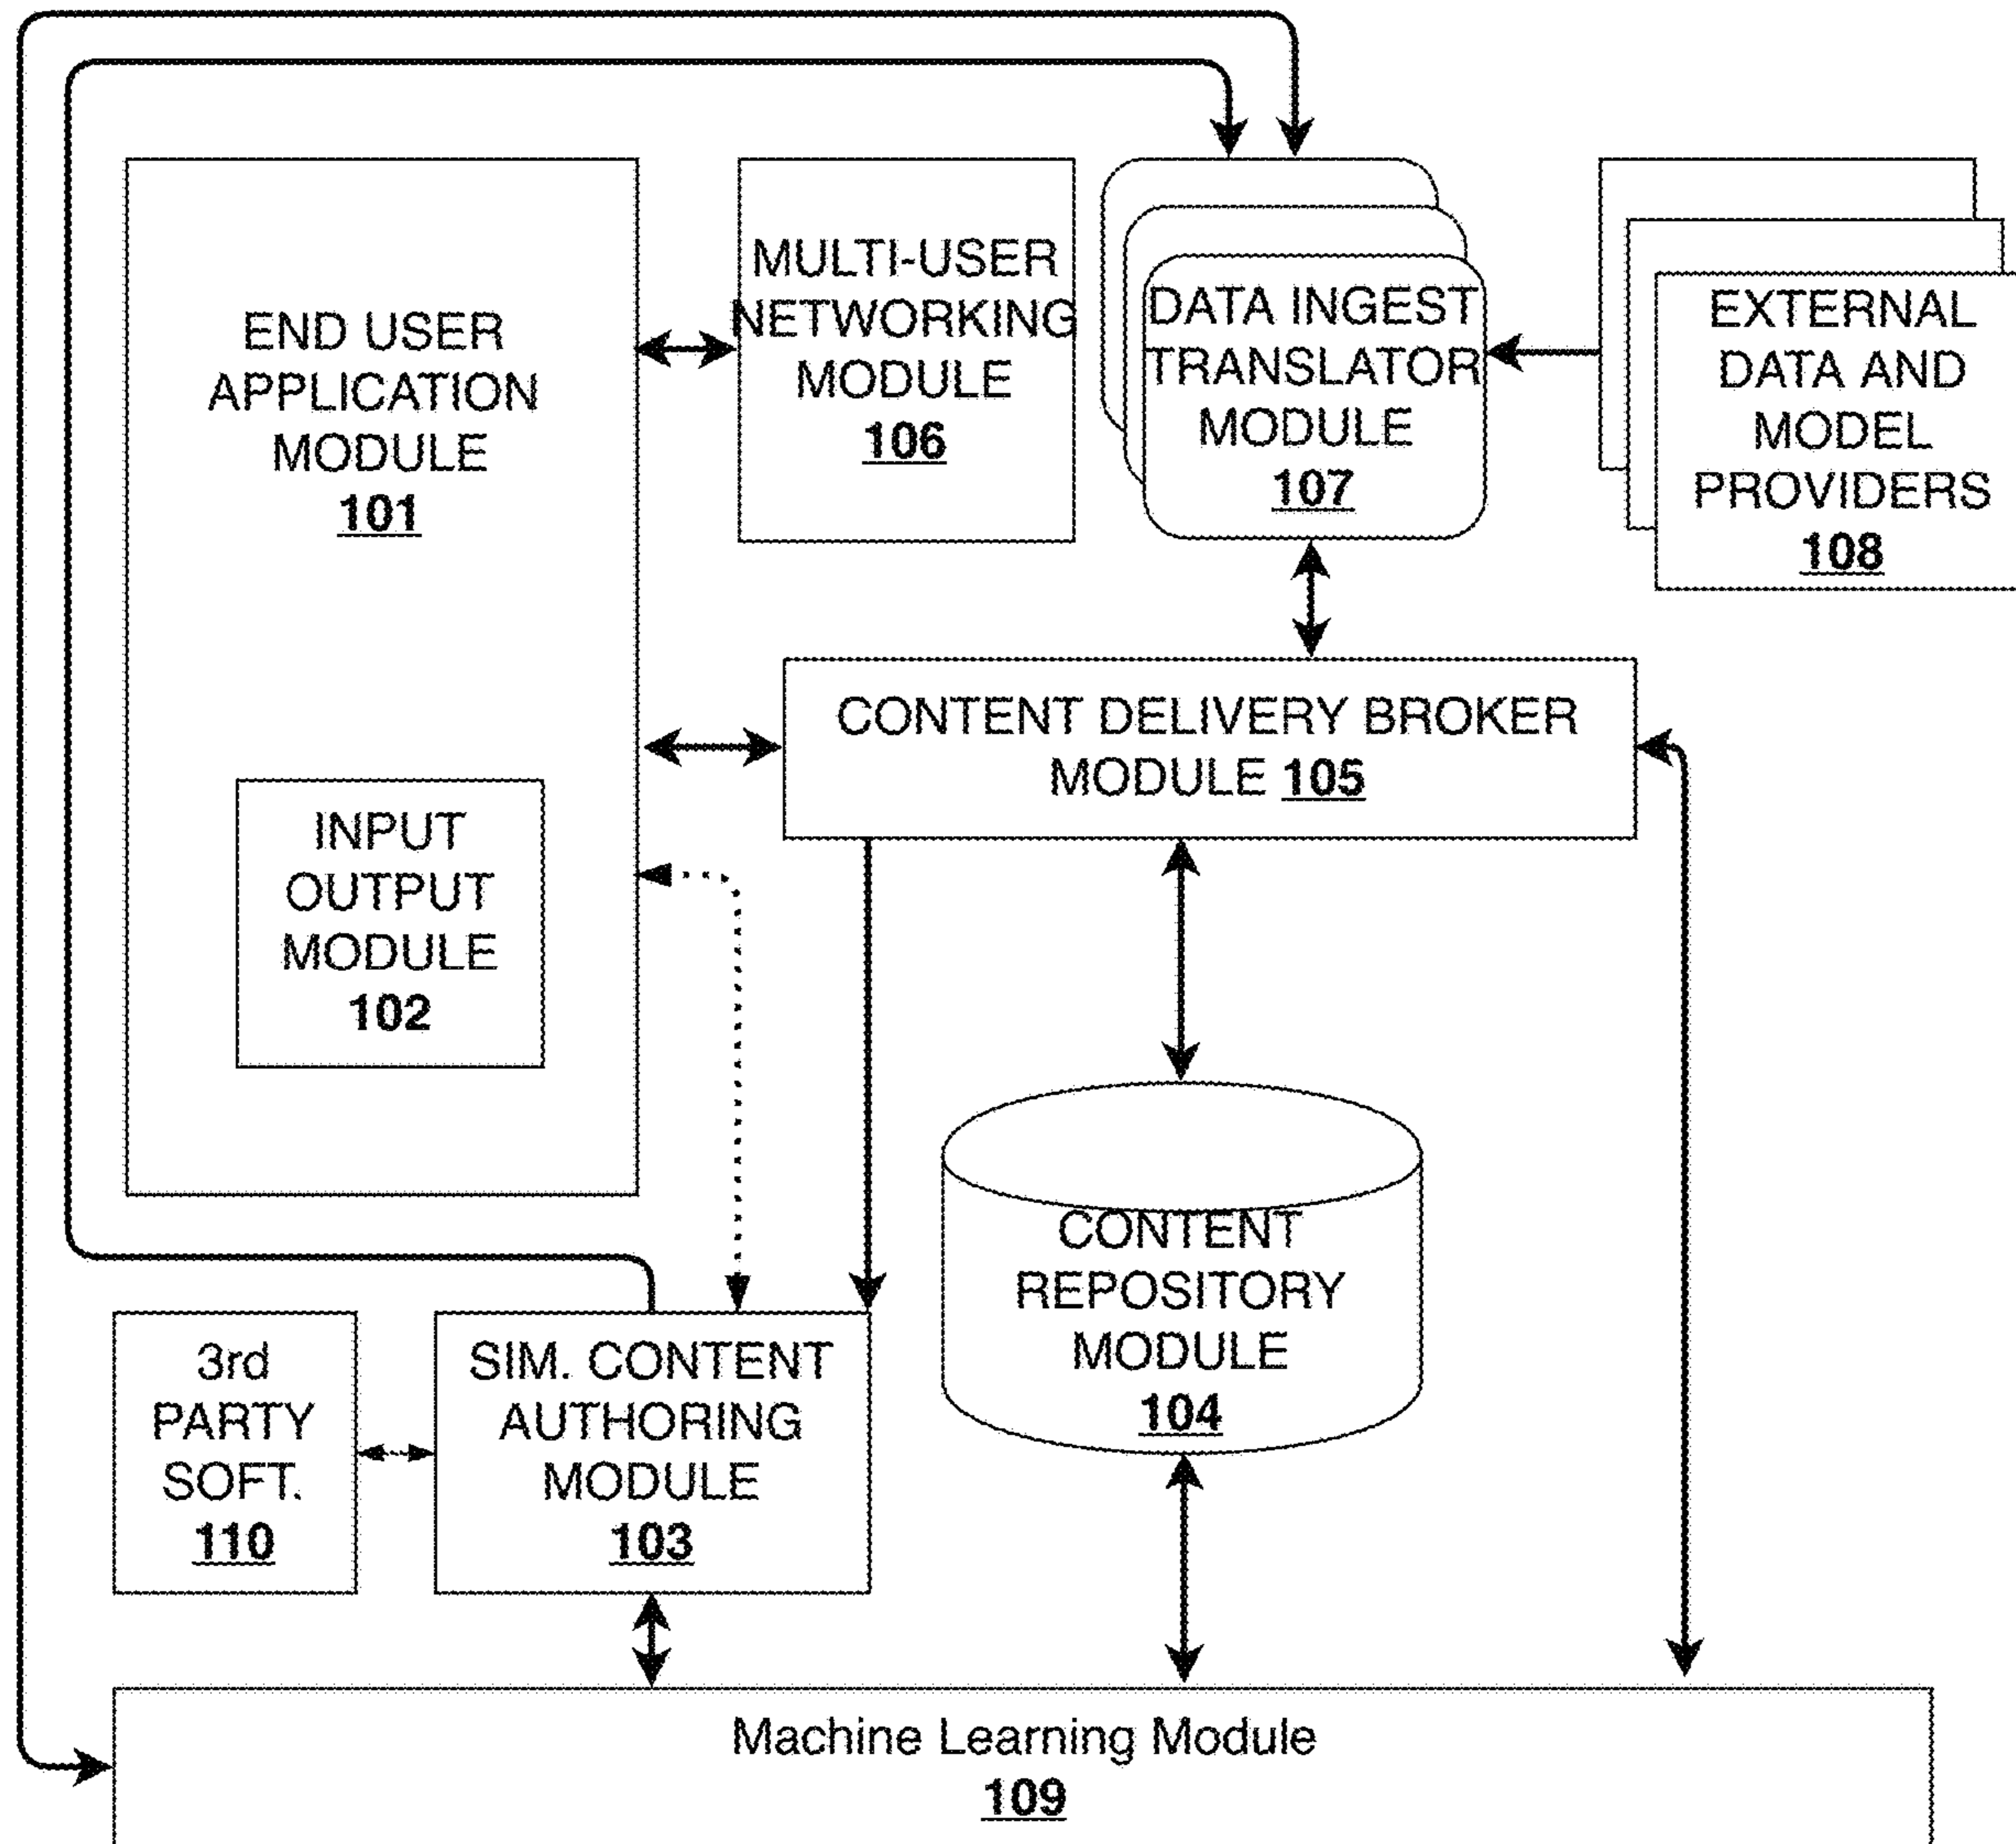 END USER
APPLICATION
MODULE
101
INPUT
OUTPUT
MODULE
102
MULTI-USER
NETWORKING
MODULE
106
DATA INGEST
TRANSLATOR
MODULE
107
EXTERNAL
DATA AND
MODEL
PROVIDERS
108
CONTENT DELIVERY BROKER
MODULE 105
CONTENT
REPOSITORY
MODULE
104
3rd
PARTY
SOFT.
110
SIM. CONTENT
AUTHORING
MODULE
103
Machine Learning Module
109